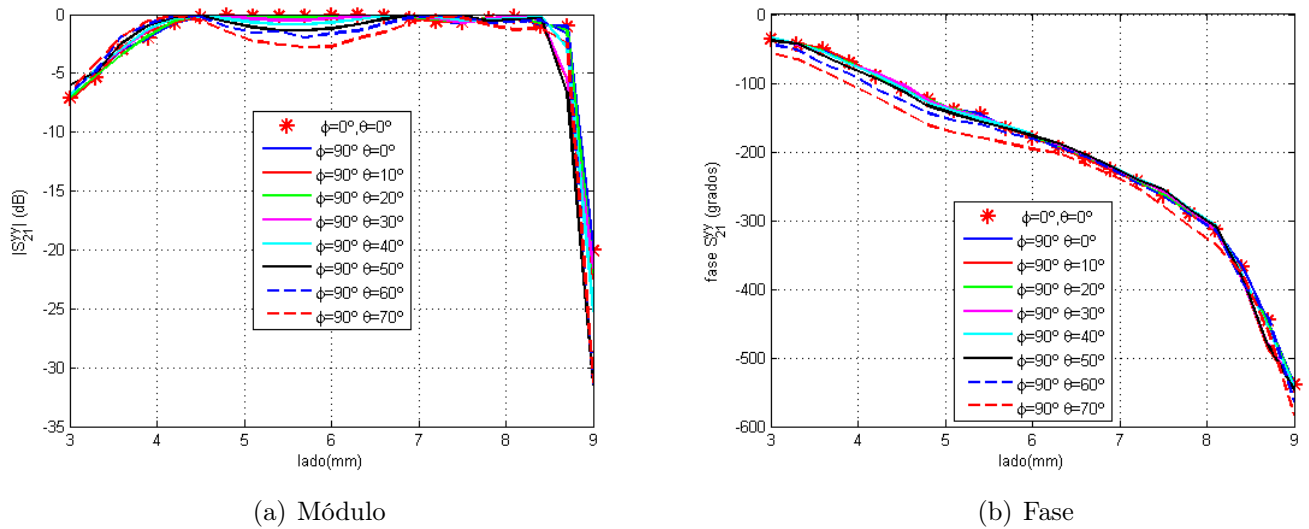 0
-5
-10
-15
-20
-25
-30
-35
3
4
5
6
7
8
9
|S₂₁ʸʸ| (dB)
lado(mm)
ϕ=0º,θ=0º
ϕ=90º θ=0º
ϕ=90º θ=10º
ϕ=90º θ=20º
ϕ=90º θ=30º
ϕ=90º θ=40º
ϕ=90º θ=50º
ϕ=90º θ=60º
ϕ=90º θ=70º
(a) Módulo
0
-100
-200
-300
-400
-500
-600
3
4
5
6
7
8
9
fase S₂₁ʸʸ (grados)
lado(mm)
ϕ=0º,θ=0º
ϕ=90º θ=0º
ϕ=90º θ=10º
ϕ=90º θ=20º
ϕ=90º θ=30º
ϕ=90º θ=40º
ϕ=90º θ=50º
ϕ=90º θ=60º
ϕ=90º θ=70º
(b) Fase